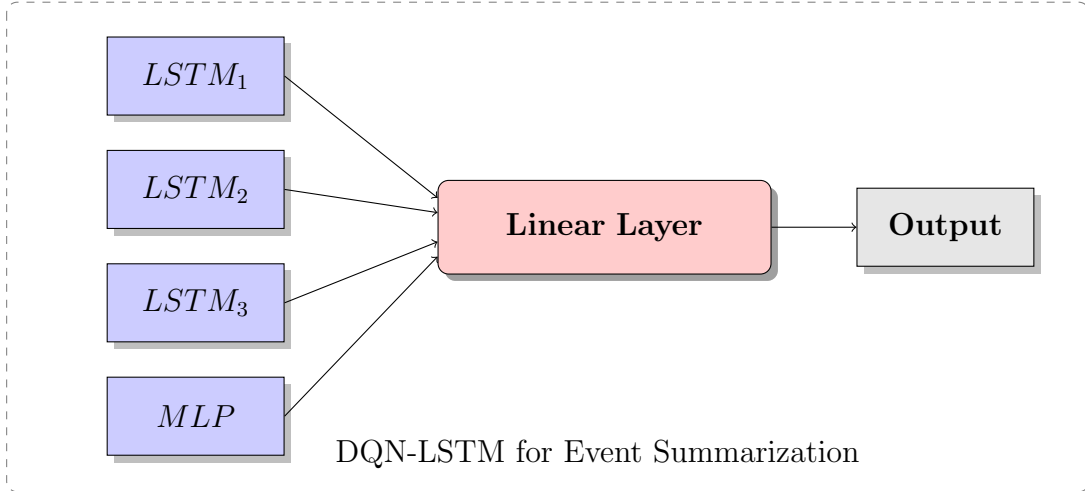 LSTM₁
LSTM₂
LSTM₃
MLP
Linear Layer
Output
DQN-LSTM for Event Summarization